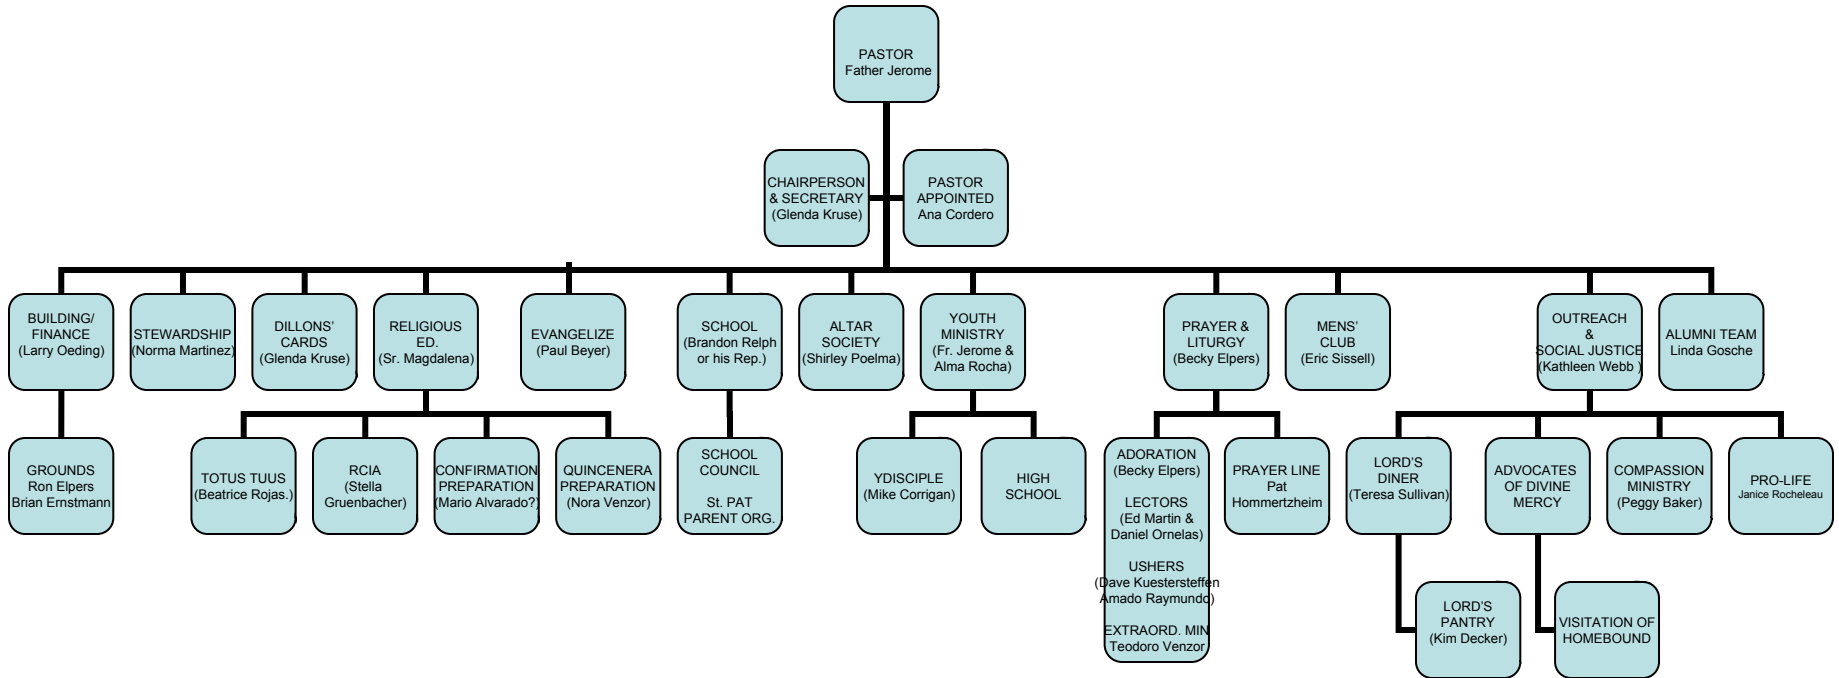 PASTOR
Father Jerome
CHAIRPERSON
& SECRETARY
(Glenda Kruse)
PASTOR
APPOINTED
Ana Cordero
BUILDING/
FINANCE
(Larry Oeding)
STEWARDSHIP
(Norma Martinez)
DILLONS’
CARDS
(Glenda Kruse)
RELIGIOUS
ED.
(Sr. Magdalena)
EVANGELIZE
(Paul Beyer)
SCHOOL
(Brandon Relph
or his Rep.)
ALTAR
SOCIETY
(Shirley Poelma)
YOUTH
MINISTRY
(Fr. Jerome &
Alma Rocha)
PRAYER &
LITURGY
(Becky Elpers)
MENS’
CLUB
(Eric Sissell)
OUTREACH
&
SOCIAL JUSTICE
(Kathleen Webb )
ALUMNI TEAM
Linda Gosche
GROUNDS
Ron Elpers
Brian Ernstmann
TOTUS TUUS
(Beatrice Rojas.)
RCIA
(Stella
Gruenbacher)
CONFIRMATION
PREPARATION
(Mario Alvarado?)
QUINCENERA
PREPARATION
(Nora Venzor)
SCHOOL
COUNCIL
St. PAT
PARENT ORG.
YDISCIPLE
(Mike Corrigan)
HIGH
SCHOOL
ADORATION
(Becky Elpers)
LECTORS
(Ed Martin &
Daniel Ornelas)
USHERS
(Dave Kuestersteffen
Amado Raymundo)
EXTRAORD. MIN
Teodoro Venzor
PRAYER LINE
Pat
Hommertzheim
LORD’S
DINER
(Teresa Sullivan)
ADVOCATES
OF DIVINE
MERCY
COMPASSION
MINISTRY
(Peggy Baker)
PRO-LIFE
Janice Rocheleau
LORD’S
PANTRY
(Kim Decker)
VISITATION OF
HOMEBOUND